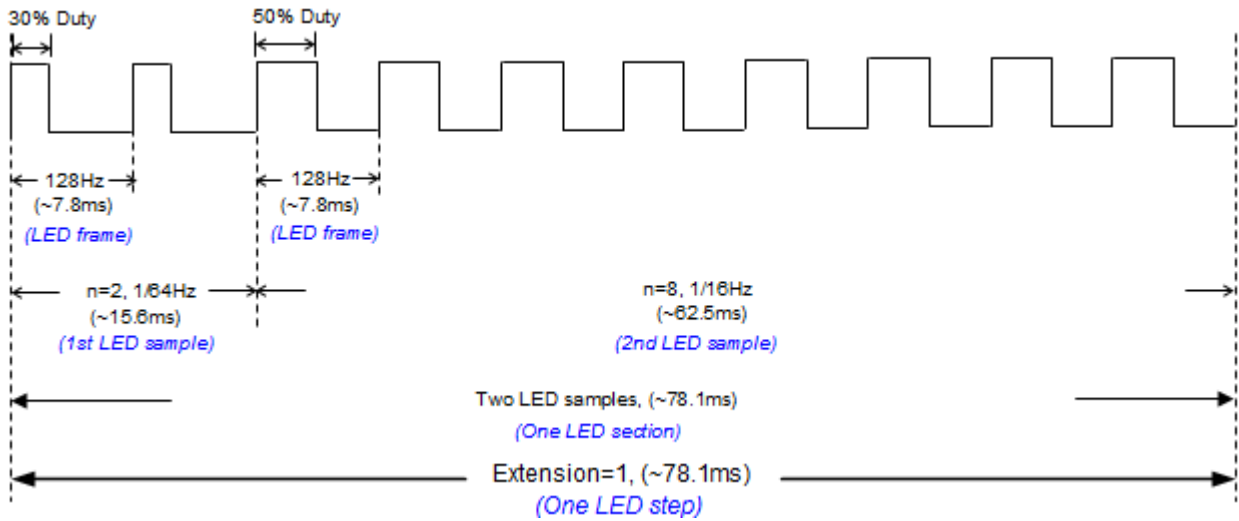 30% Duty
50% Duty
128Hz
(~7.8ms)
(LED frame)
128Hz
(~7.8ms)
(LED frame)
n=2, 1/64Hz
(~15.6ms)
(1st LED sample)
n=8, 1/16Hz
(~62.5ms)
(2nd LED sample)
Two LED samples, (~78.1ms)
(One LED section)
Extension=1, (~78.1ms)
(One LED step)